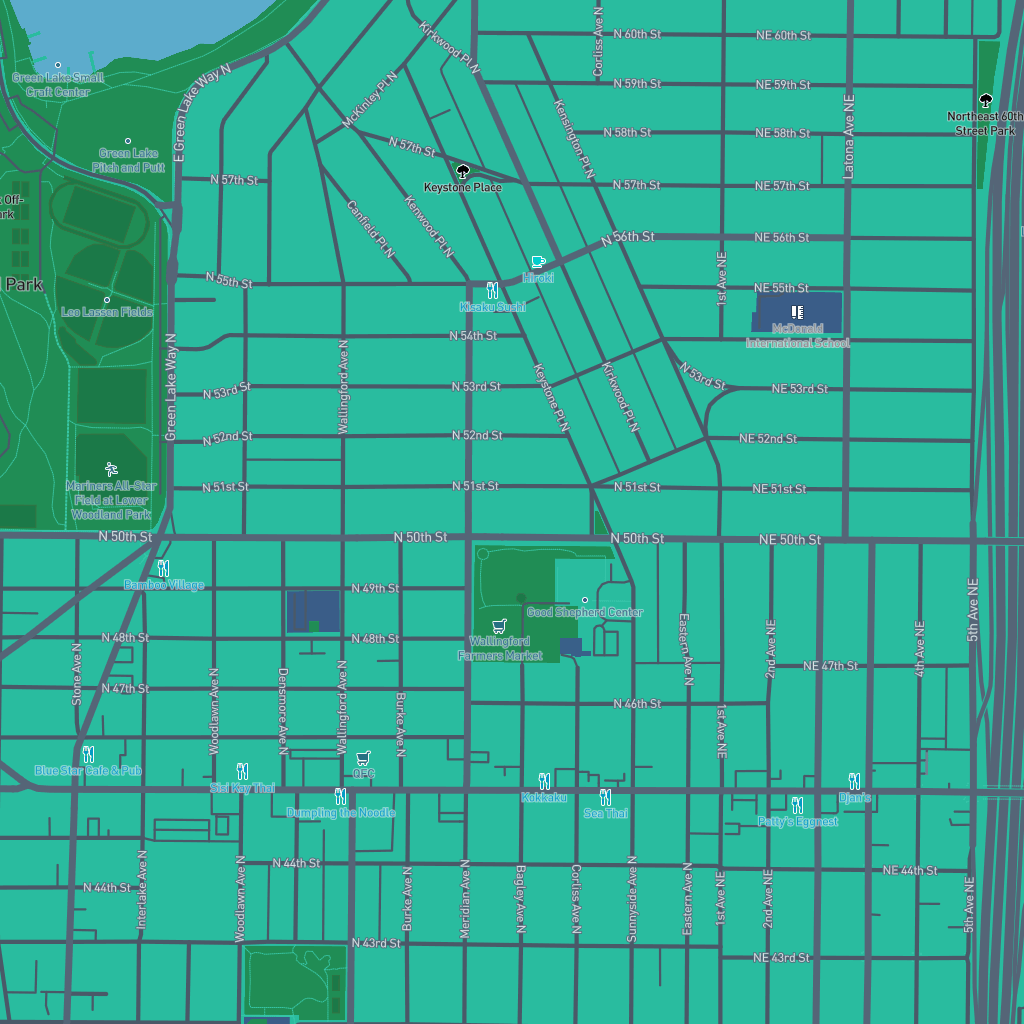 Kirkwood Pl N
Corliss Ave N
N 60th St
NE 60th St
Green Lake Small
Craft Center
E Green Lake Way N
McKinley Pl N
N 59th St
NE 59th St
Latona Ave NE
Northeast 60th
Street Park
Kensington Pl N
N 58th St
NE 58th St
Green Lake
Pitch and Putt
N 57th St
N 57th St
Keystone Place
N 57th St
NE 57th St
Off-
Canfield Pl N
Kenwood Pl N
N 56th St
NE 56th St
Park
N 55th St
Hiroki
1st Ave NE
NE 55th St
Leo Lassen Fields
Kisaku Sushi
McDonald
International School
Green Lake Way N
Wallingford Ave N
N 54th St
Keystone Pl N
Kirkwood Pl N
N 53rd St
N 53rd St
N 53rd St
NE 53rd St
N 52nd St
N 52nd St
NE 52nd St
Mariners All-Star
Field at Lower
Woodland Park
N 51st St
N 51st St
N 51st St
NE 51st St
N 50th St
N 50th St
N 50th St
NE 50th St
Bamboo Village
N 49th St
Good Shepherd Center
5th Ave NE
N 48th St
N 48th St
Wallingford
Farmers Market
Eastern Ave N
2nd Ave NE
4th Ave NE
NE 47th St
Stone Ave N
N 47th St
Woodlawn Ave N
Densmore Ave N
Wallingford Ave N
Burke Ave N
N 46th St
1st Ave NE
Blue Star Cafe & Pub
Sisi Kay Thai
QFC
Dumpling the Noodle
Kokkaku
Sea Thai
Patty's Eggnest
Djan's
N 44th St
N 44th St
NE 44th St
Interlake Ave N
Woodlawn Ave N
Burke Ave N
Meridian Ave N
Bagley Ave N
Corliss Ave N
Sunnyside Ave N
Eastern Ave N
1st Ave NE
2nd Ave NE
5th Ave NE
N 43rd St
NE 43rd St